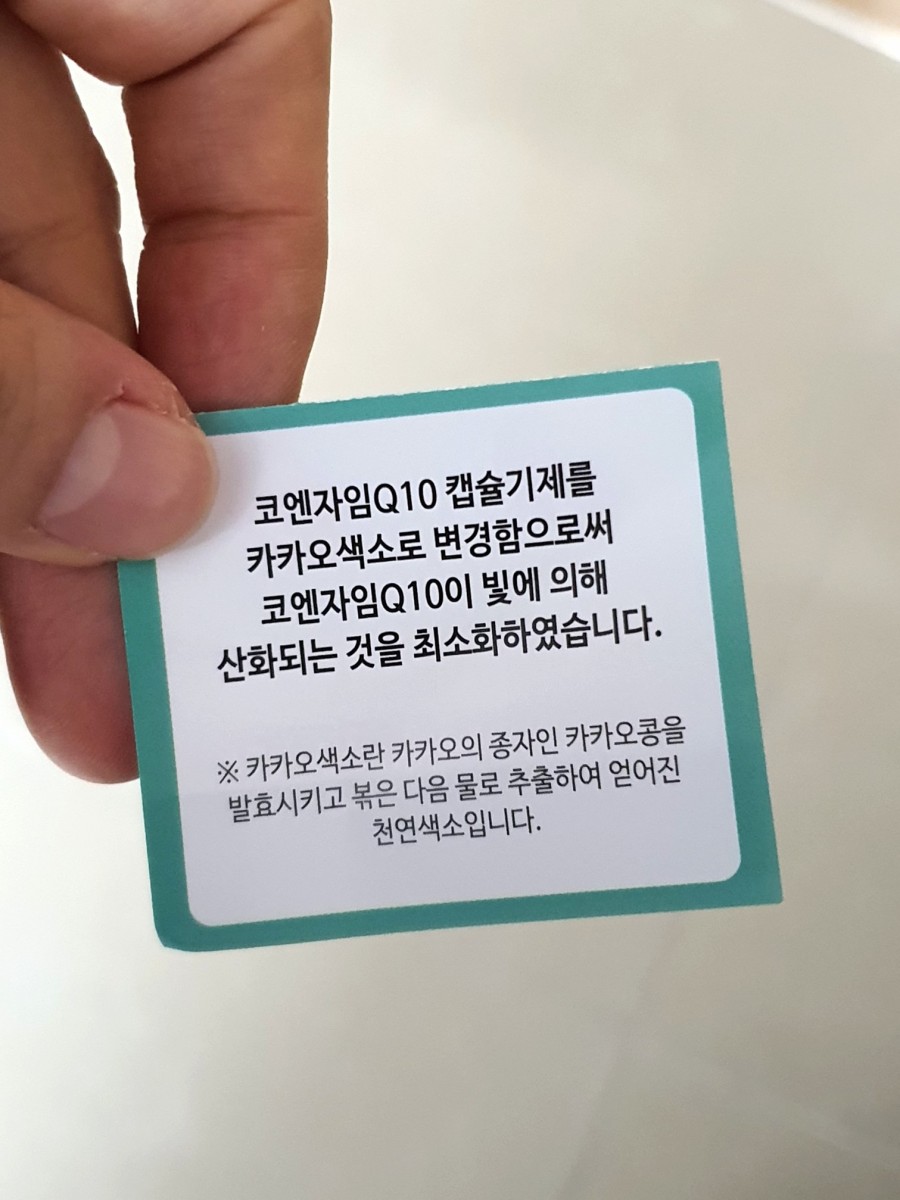 코엔자임Q10 캡슐기제를
카카오색소로 변경함으로써
코엔자임Q10이 빛에 의해
산화되는 것을 최소화하였습니다.
※ 카카오색소란 카카오의 종자인 카카오콩을
발효시키고 볶은 다음 물로 추출하여 얻어진
천연색소입니다.